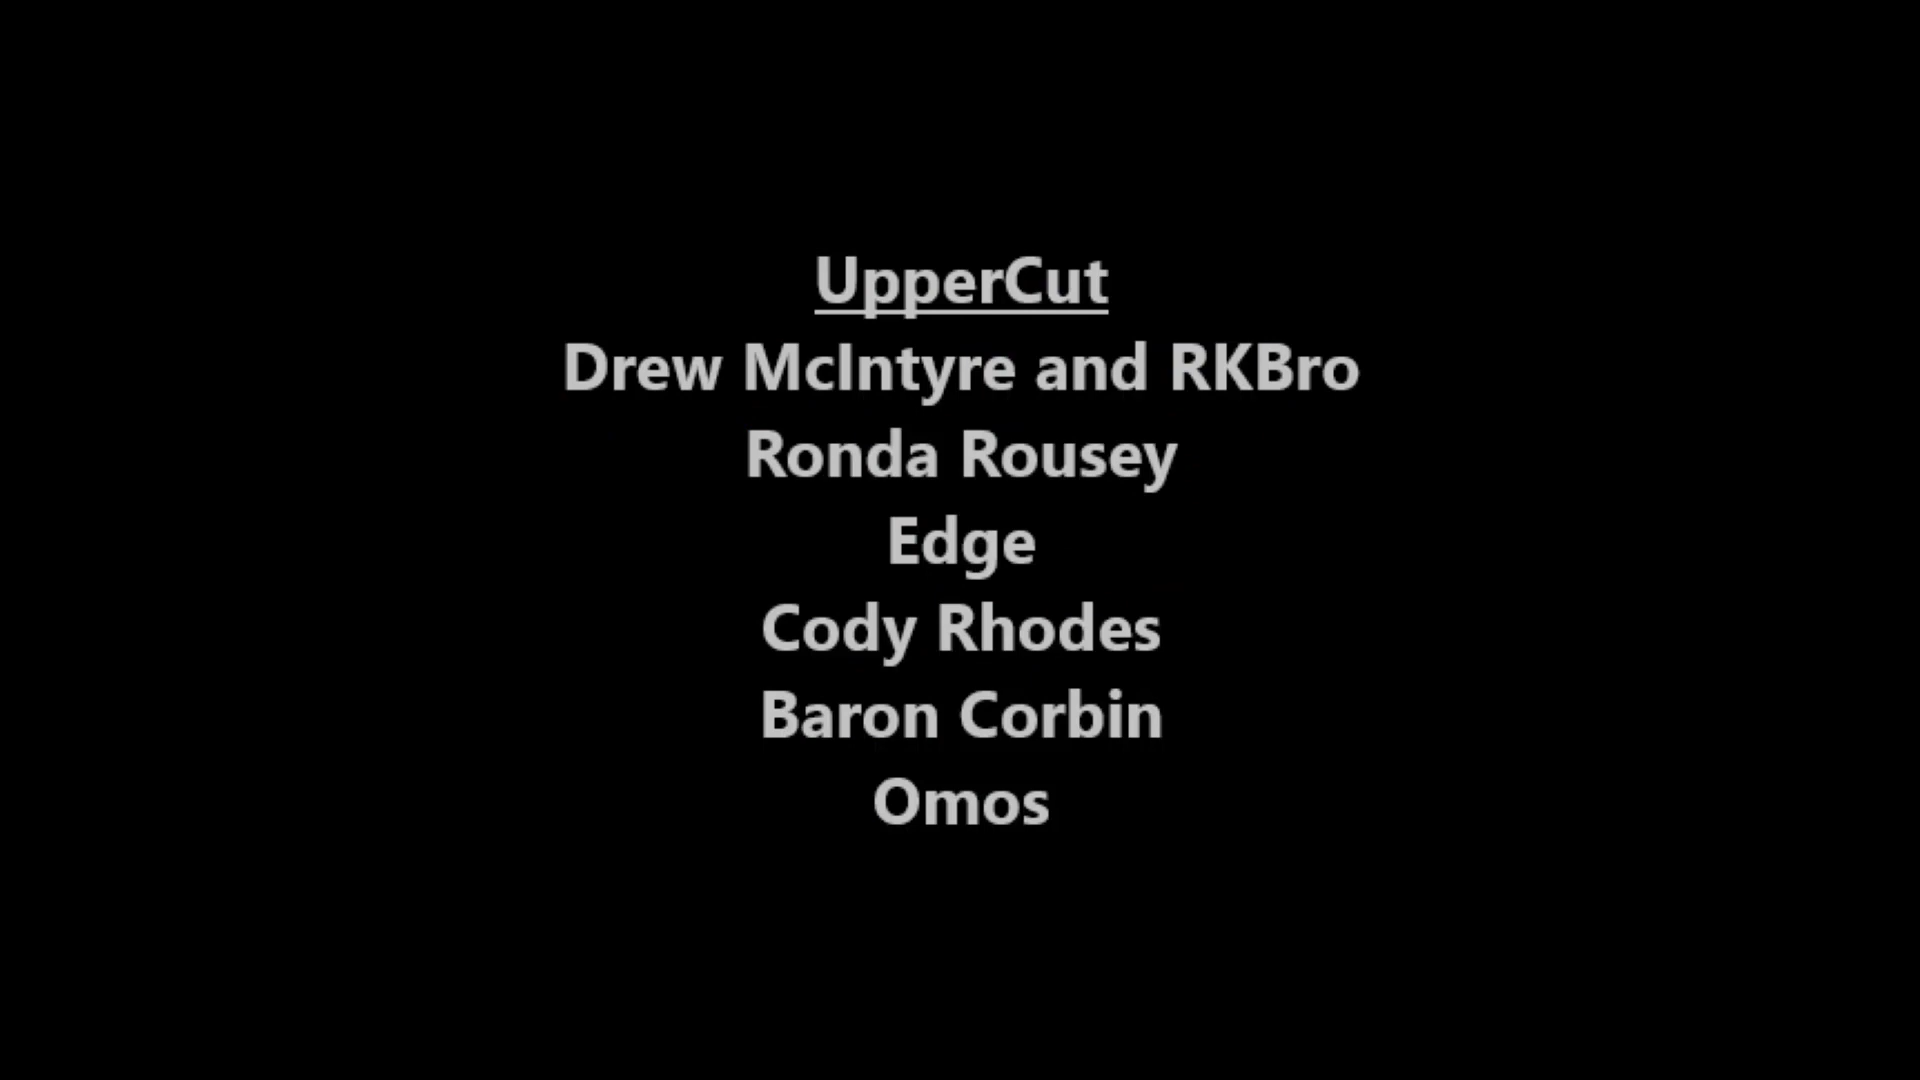 UpperCut
Drew McIntyre and RKBro
Ronda Rousey
Edge
Cody Rhodes
Baron Corbin
Omos